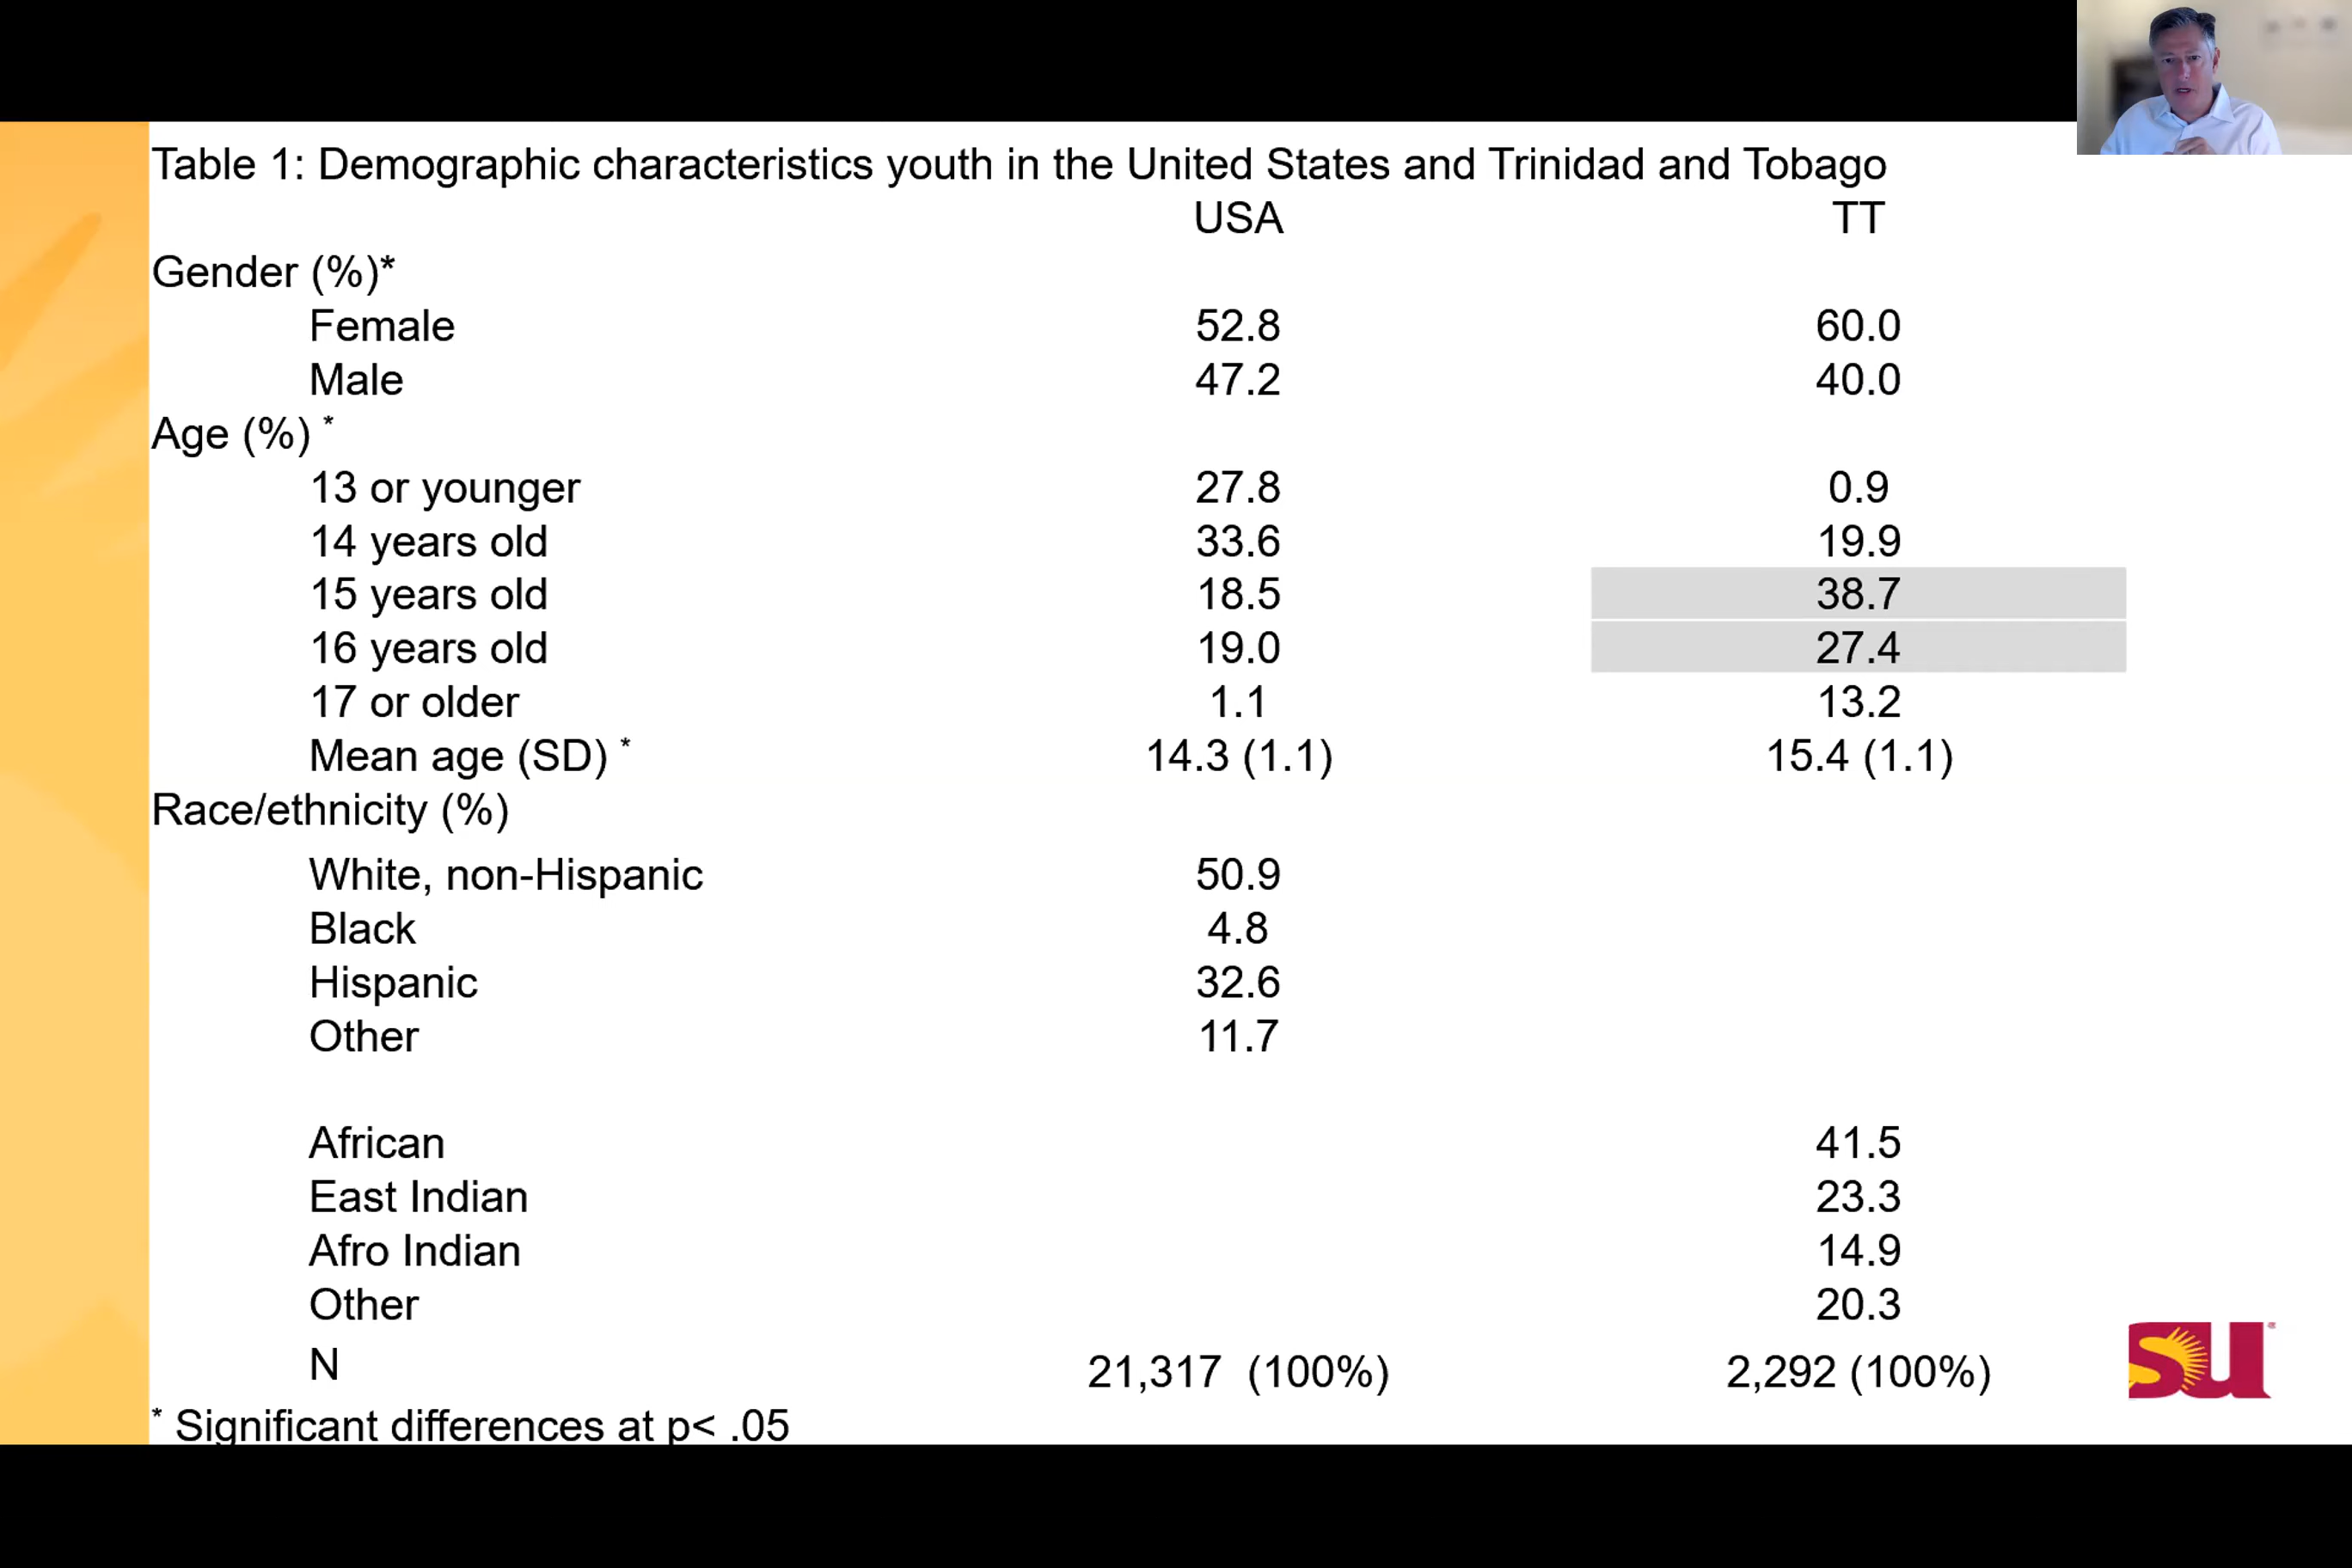 Table 1: Demographic characteristics youth in the United States and Trinidad and Tobago
USA TT
Gender (%)*
Female 52.8 60.0
Male 47.2 40.0
Age (%) *
13 or younger 27.8 0.9
14 years old 33.6 19.9
15 years old 18.5 38.7
16 years old 19.0 27.4
17 or older 1.1 13.2
Mean age (SD) * 14.3 (1.1) 15.4 (1.1)
Race/ethnicity (%)
White, non-Hispanic 50.9
Black 4.8
Hispanic 32.6
Other 11.7
African 41.5
East Indian 23.3
Afro Indian 14.9
Other 20.3
N 21,317 (100%) 2,292 (100%)
* Significant differences at p< .05
SU